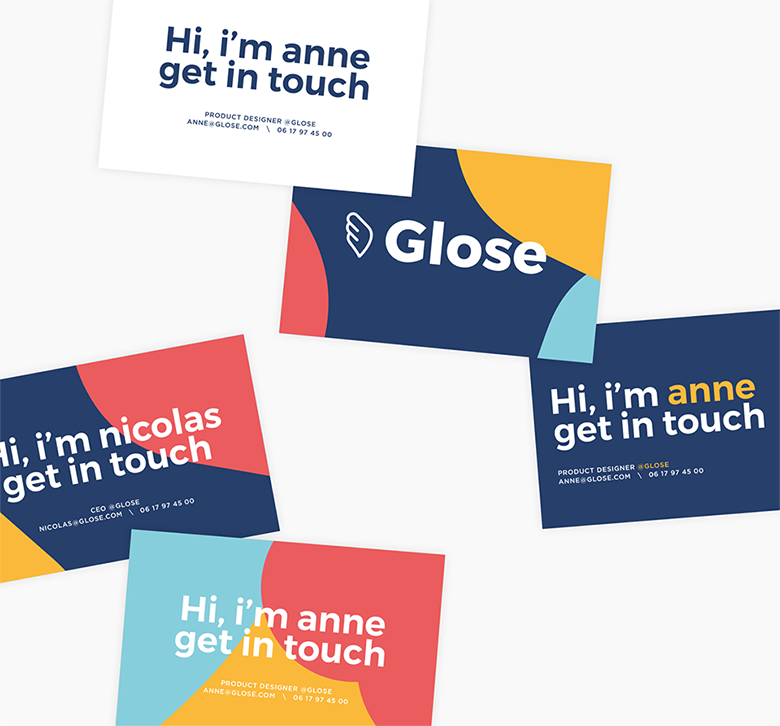 Hi, i'm anne
get in touch
PRODUCT DESIGNER @GLOSE
ANNE@GLOSE.COM \ 06 17 97 45 00
Glose
Hi, i'm anne
get in touch
PRODUCT DESIGNER @GLOSE
ANNE@GLOSE.COM \ 06 17 97 45 00
Hi, i'm nicolas
get in touch
CEO @GLOSE
NICOLAS@GLOSE.COM \ 06 17 97 45 00
Hi, i'm anne
get in touch
PRODUCT DESIGNER @GLOSE
ANNE@GLOSE.COM \ 06 17 97 45 00